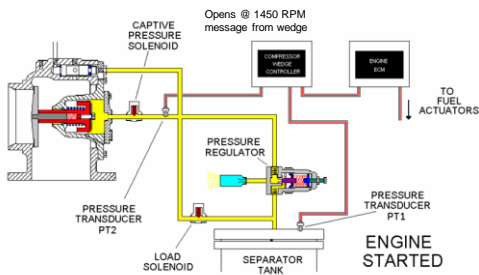 Opens @ 1450 RPM
message from wedge
CAPTIVE
PRESSURE
SOLENOID
COMPRESSOR
WEDGE
CONTROLLER
ENGINE
ECM
TO
FUEL
ACTUATORS
PRESSURE
REGULATOR
PRESSURE
TRANSDUCER
PT2
PRESSURE
TRANSDUCER
PT1
LOAD
SOLENOID
SEPARATOR
TANK
ENGINE
STARTED